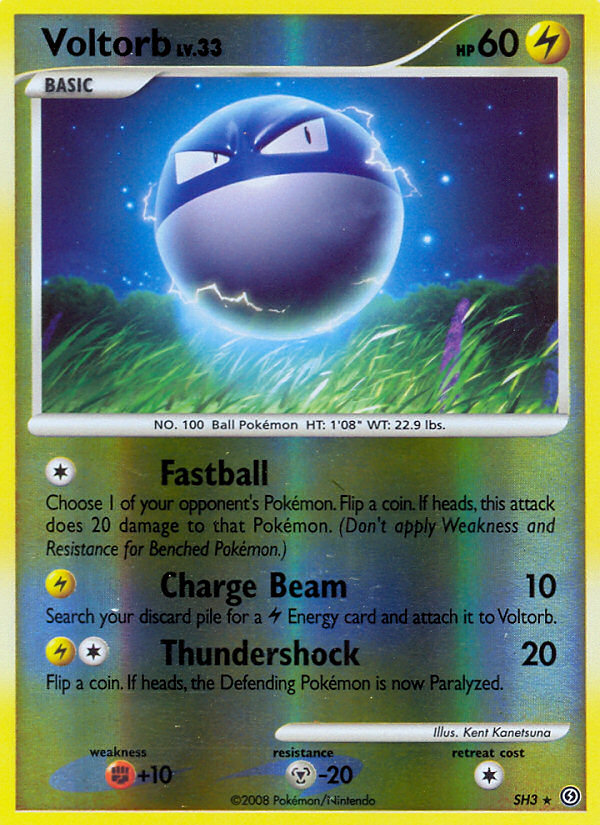 Voltorb LV.33
HP 60
BASIC
NO. 100 Ball Pokémon HT: 1'08" WT: 22.9 lbs.
Fastball
Choose 1 of your opponent's Pokémon. Flip a coin. If heads, this attack
does 20 damage to that Pokémon. (Don't apply Weakness and
Resistance for Benched Pokémon.)
Charge Beam 10
Search your discard pile for a Energy card and attach it to Voltorb.
Thundershock 20
Flip a coin. If heads, the Defending Pokémon is now Paralyzed.
Illus. Kent Kanetsuna
weakness resistance retreat cost
+10 -20
©2008 Pokémon/Nintendo
SH3 ★